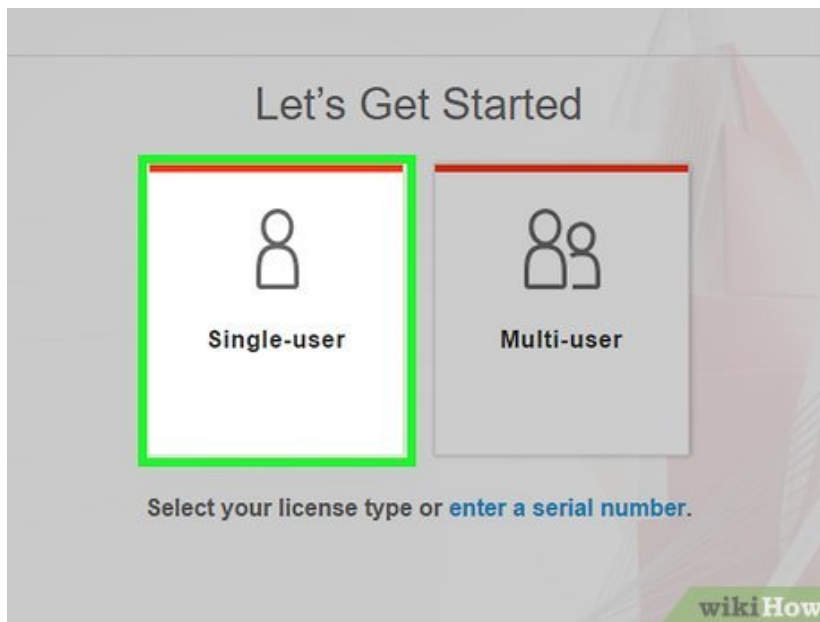 Let's Get Started
Single-user
Multi-user
Select your license type or enter a serial number.
wikiHow